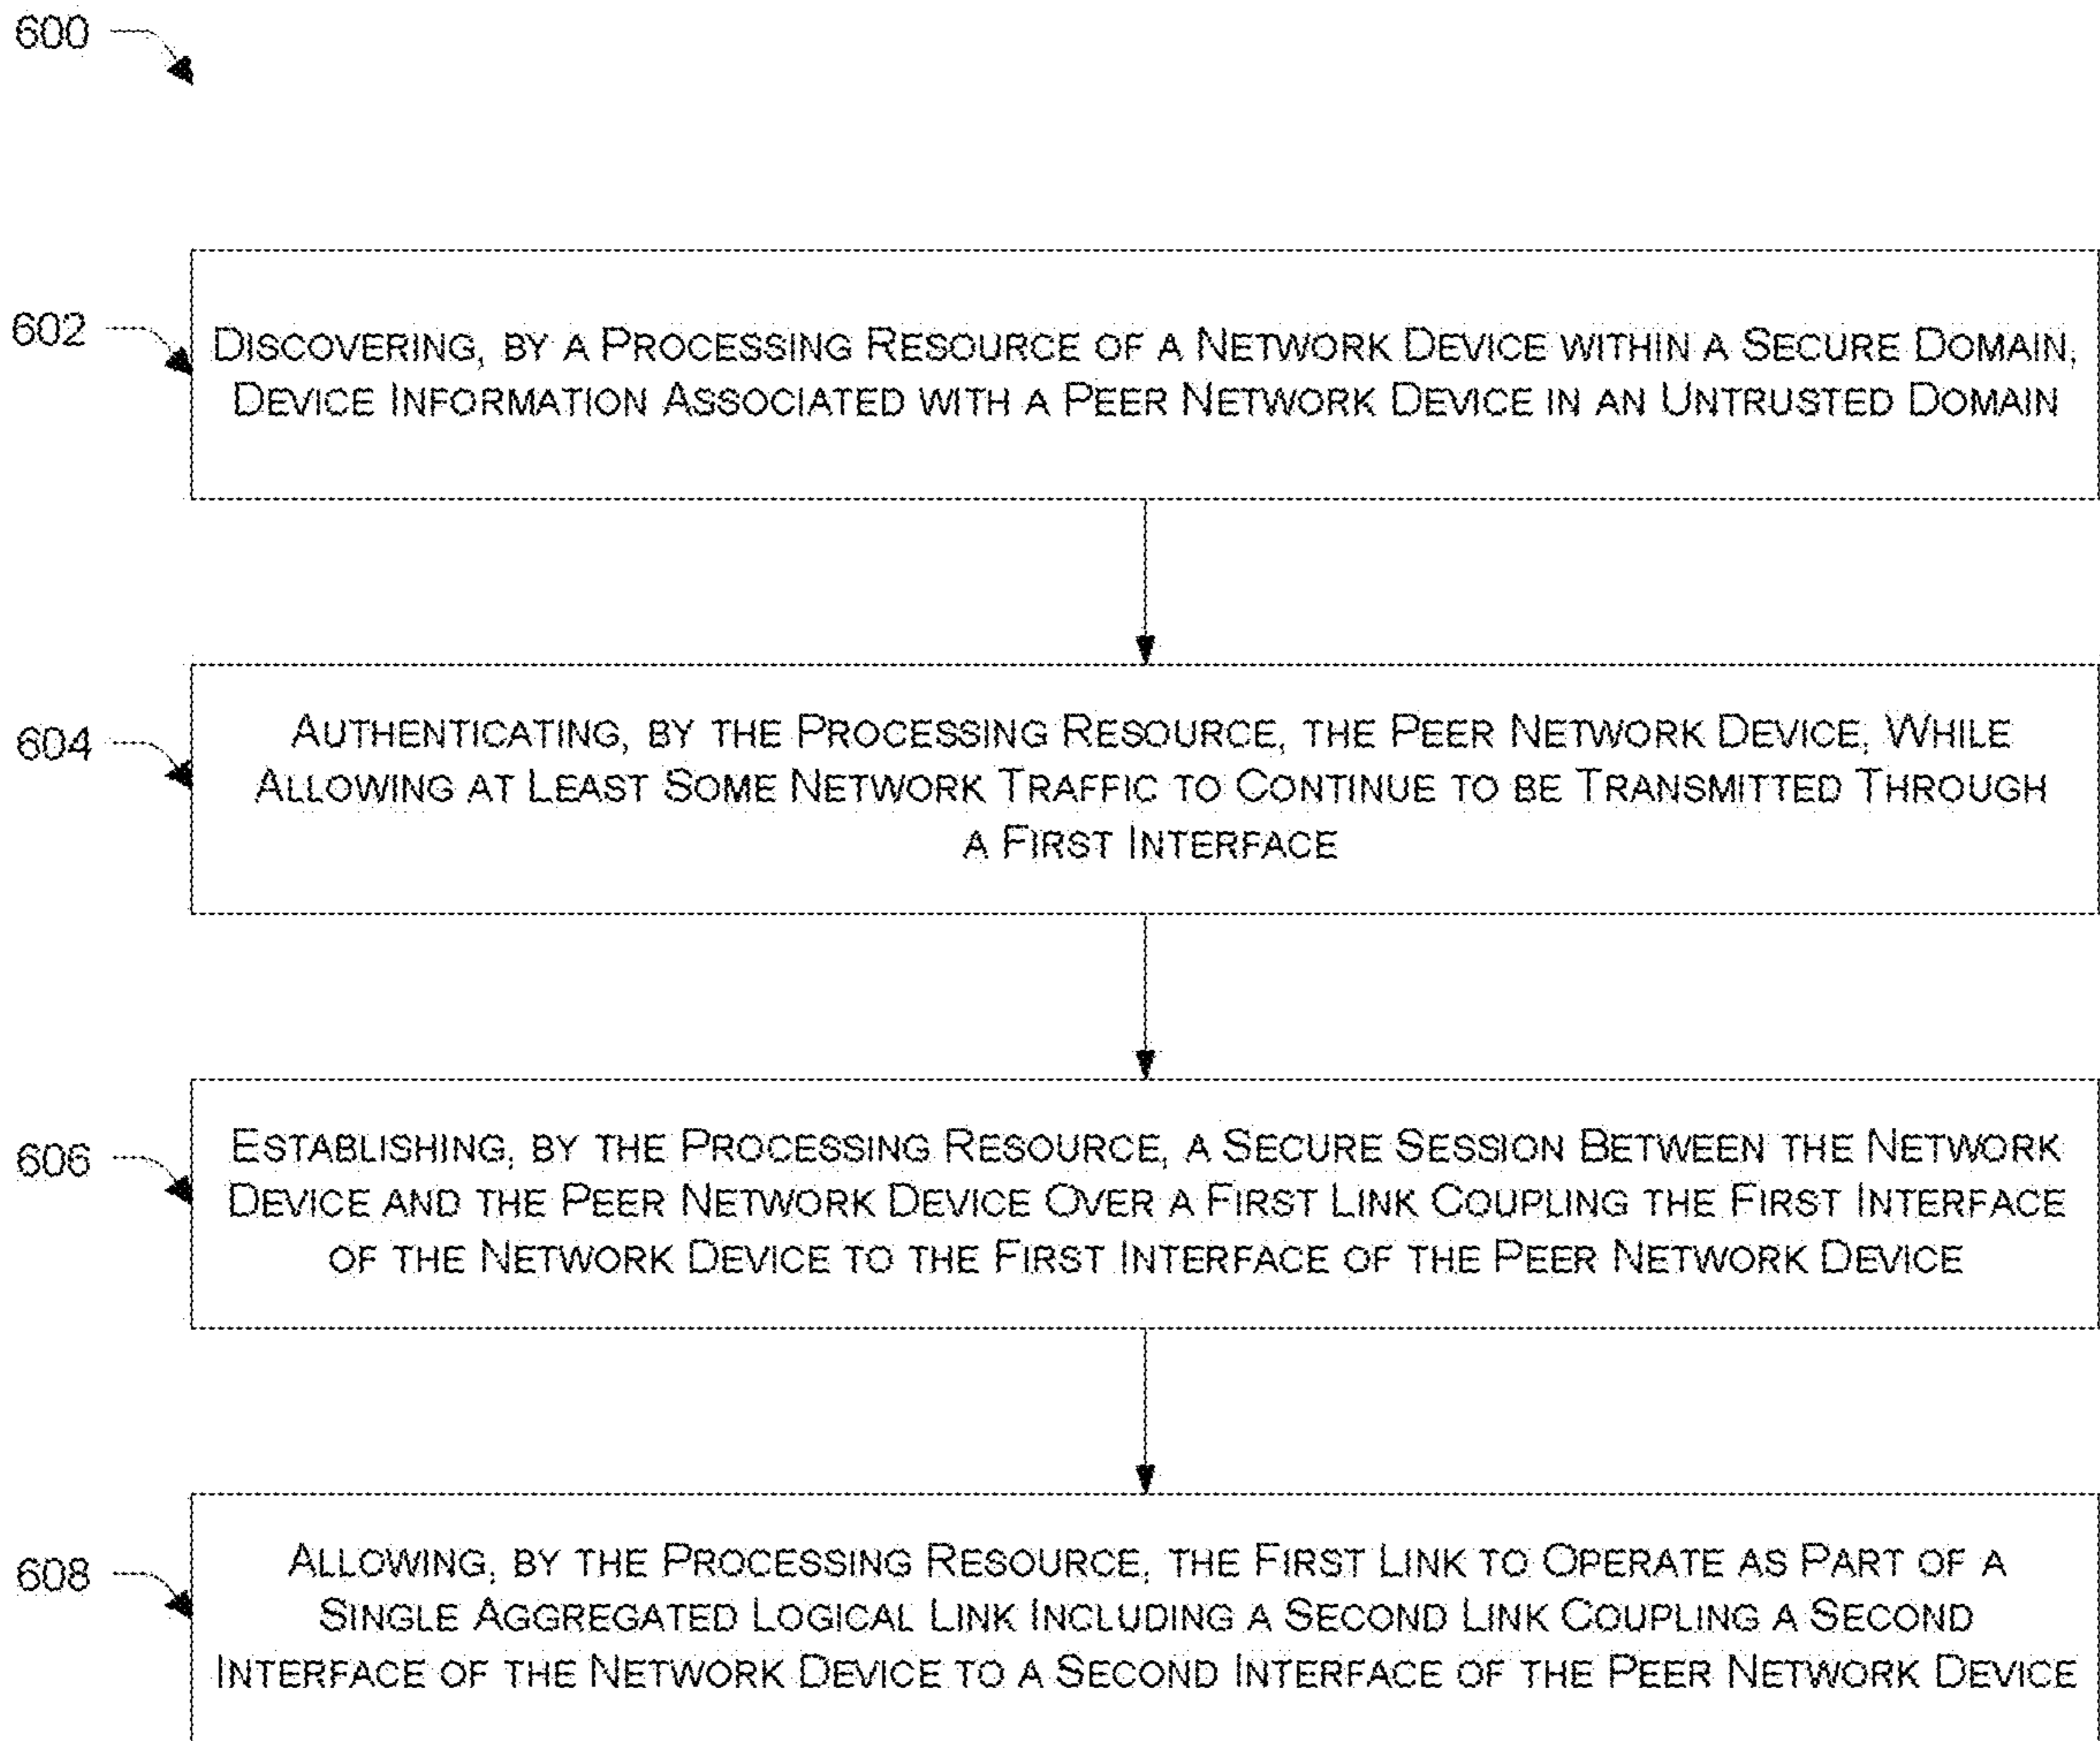 600
602
DISCOVERING, BY A PROCESSING RESOURCE OF A NETWORK DEVICE WITHIN A SECURE DOMAIN,
DEVICE INFORMATION ASSOCIATED WITH A PEER NETWORK DEVICE IN AN UNTRUSTED DOMAIN
604
AUTHENTICATING, BY THE PROCESSING RESOURCE, THE PEER NETWORK DEVICE, WHILE
ALLOWING AT LEAST SOME NETWORK TRAFFIC TO CONTINUE TO BE TRANSMITTED THROUGH
A FIRST INTERFACE
606
ESTABLISHING, BY THE PROCESSING RESOURCE, A SECURE SESSION BETWEEN THE NETWORK
DEVICE AND THE PEER NETWORK DEVICE OVER A FIRST LINK COUPLING THE FIRST INTERFACE
OF THE NETWORK DEVICE TO THE FIRST INTERFACE OF THE PEER NETWORK DEVICE
608
ALLOWING, BY THE PROCESSING RESOURCE, THE FIRST LINK TO OPERATE AS PART OF A
SINGLE AGGREGATED LOGICAL LINK INCLUDING A SECOND LINK COUPLING A SECOND
INTERFACE OF THE NETWORK DEVICE TO A SECOND INTERFACE OF THE PEER NETWORK DEVICE